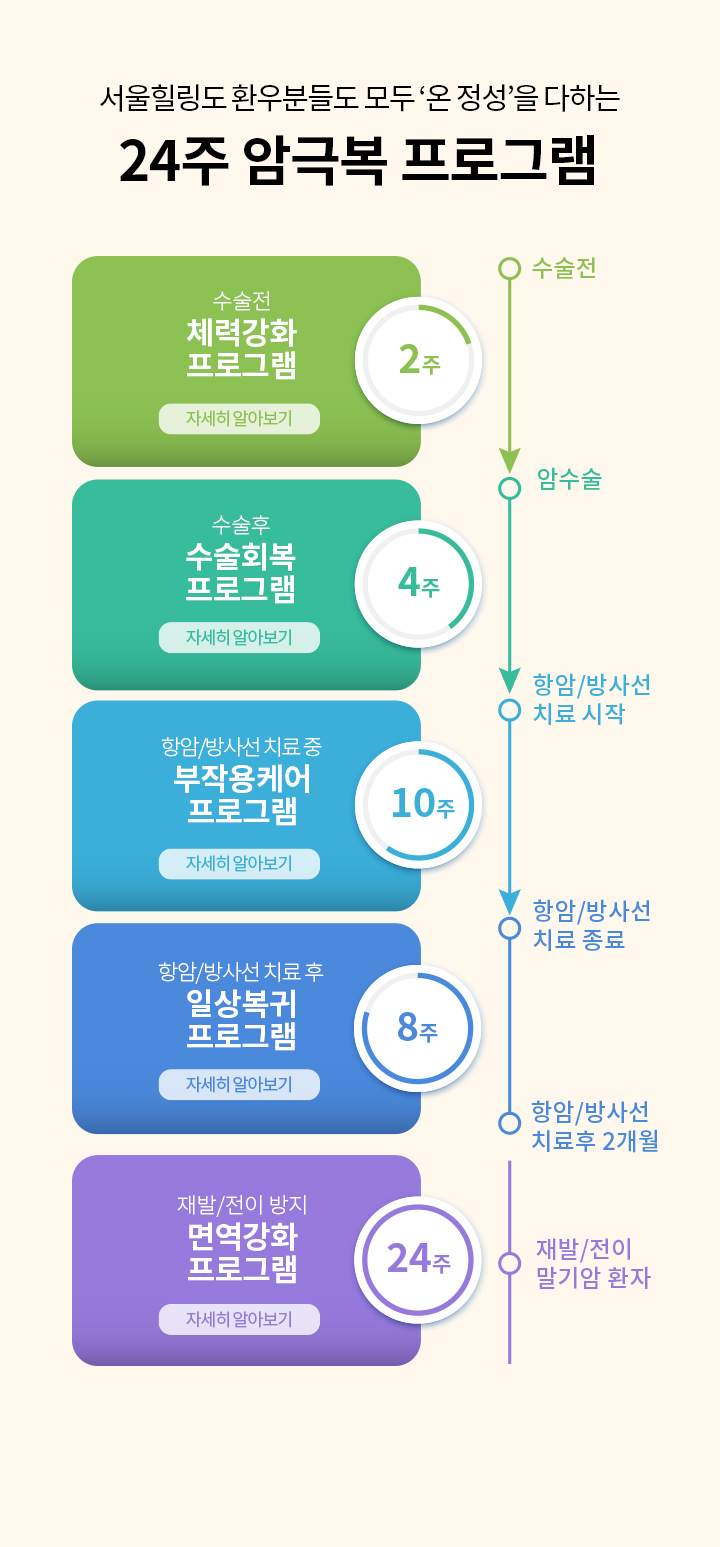 서울힐링도 환우분들도 모두 ‘온 정성’을 다하는
24주 암극복 프로그램
수술전
체력강화
프로그램
자세히 알아보기
2주
수술전
암수술
수술후
수술회복
프로그램
자세히 알아보기
4주
항암/방사선
치료 시작
항암/방사선 치료 중
부작용케어
프로그램
자세히 알아보기
10주
항암/방사선
치료 종료
항암/방사선 치료 후
일상복귀
프로그램
자세히 알아보기
8주
항암/방사선
치료후 2개월
재발/전이 방지
면역강화
프로그램
자세히 알아보기
24주
재발/전이
말기암 환자